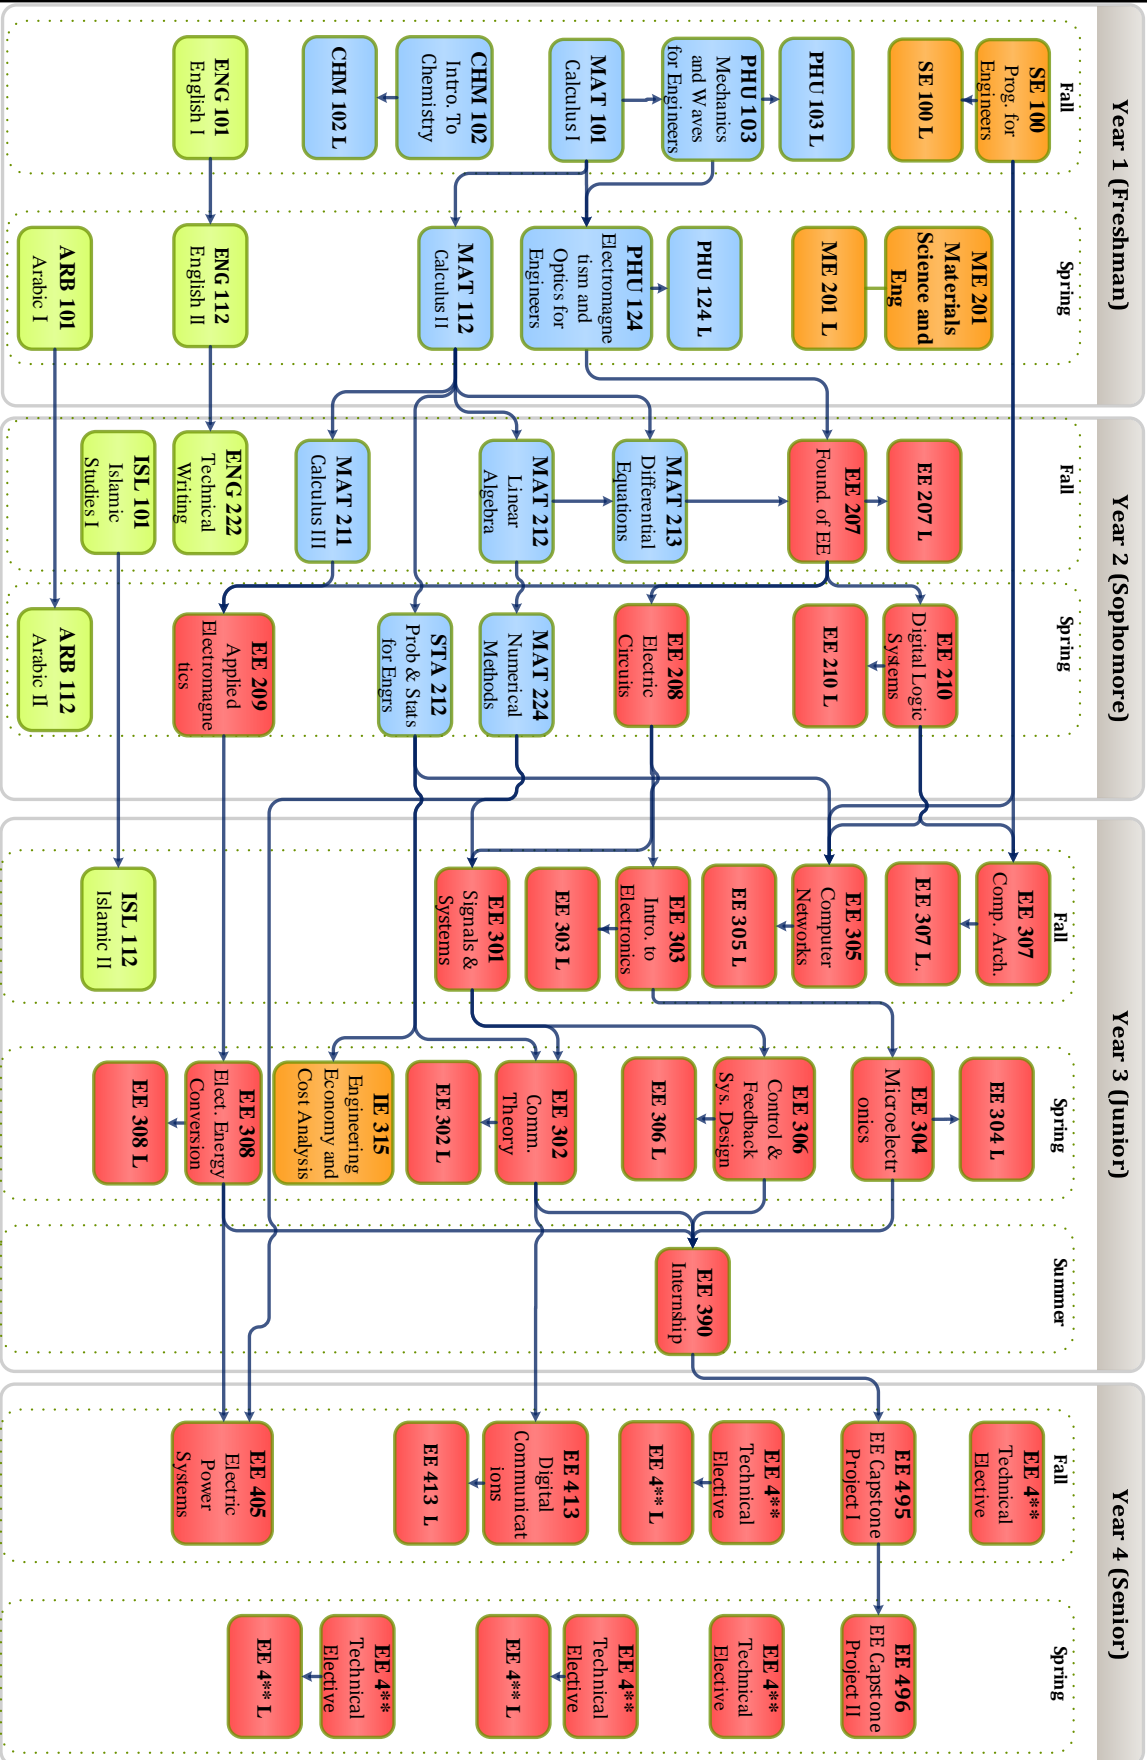 Year 1 (Freshman)
Fall
SE 100
Prog. for
Engineers
SE 100 L
PHU 103 L
PHU 103
Mechanics
and Waves
for Engineers
MAT 101
Calculus I
CHM 102
Intro. To
Chemistry
CHM 102 L
ENG 101
English I
Spring
ME 201
Materials
Science and
Eng
ME 201 L
PHU 124 L
PHU 124
Electromagne
tism and
Optics for
Engineers
MAT 112
Calculus II
ENG 112
English II
ARB 101
Arabic I
Year 2 (Sophomore)
Fall
EE 207 L
EE 207
Found. of EE
MAT 213
Differential
Equations
MAT 212
Linear
Algebra
MAT 211
Calculus III
ENG 222
Technical
Writing
ISL 101
Islamic
Studies I
Spring
EE 210
Digital Logic
Systems
EE 210 L
EE 208
Electric
Circuits
MAT 224
Numerical
Methods
STA 212
Prob & Stats
for Engrs
EE 209
Applied
Electromagne
tics
ARB 112
Arabic II
Year 3 (Junior)
Fall
EE 307
Comp. Arch.
EE 307 L.
EE 305
Computer
Networks
EE 305 L
EE 303
Intro. to
Electronics
EE 303 L
EE 301
Signals &
Systems
ISL 112
Islamic II
Spring
EE 304 L
EE 304
Microelectr
onics
EE 306
Control &
Feedback
Sys. Design
EE 306 L
EE 302
Comm.
Theory
EE 302 L
IE 315
Engineering
Economy and
Cost Analysis
EE 308
Elect. Energy
Conversion
EE 308 L
Summer
EE 390
Internship
Year 4 (Senior)
Fall
EE 4**
Technical
Elective
EE 495
EE Capstone
Project I
EE 4**
Technical
Elective
EE 4** L
EE 413
Digital
Communicat
ions
EE 413 L
EE 405
Electric
Power
Systems
Spring
EE 496
EE Capstone
Project II
EE 4**
Technical
Elective
EE 4**
Technical
Elective
EE 4** L
EE 4**
Technical
Elective
EE 4** L